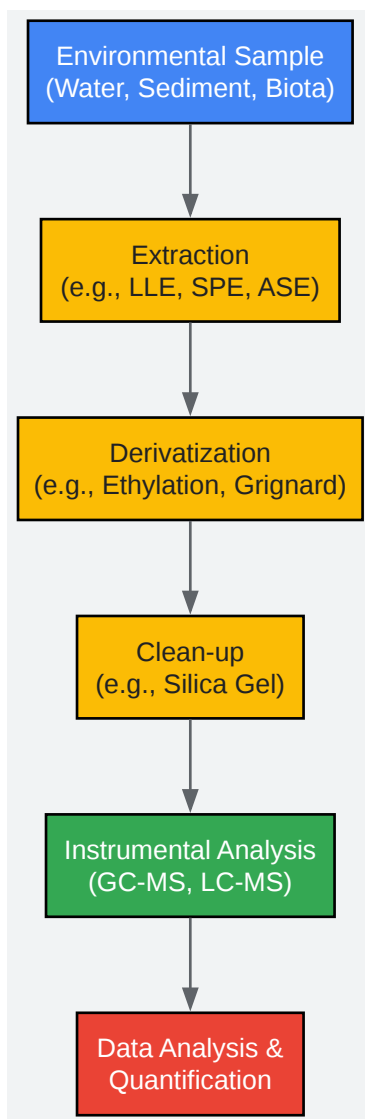 Environmental Sample
(Water, Sediment, Biota)
Extraction
(e.g., LLE, SPE, ASE)
Derivatization
(e.g., Ethylation, Grignard)
Clean-up
(e.g., Silica Gel)
Instrumental Analysis
(GC-MS, LC-MS)
Data Analysis &
Quantification